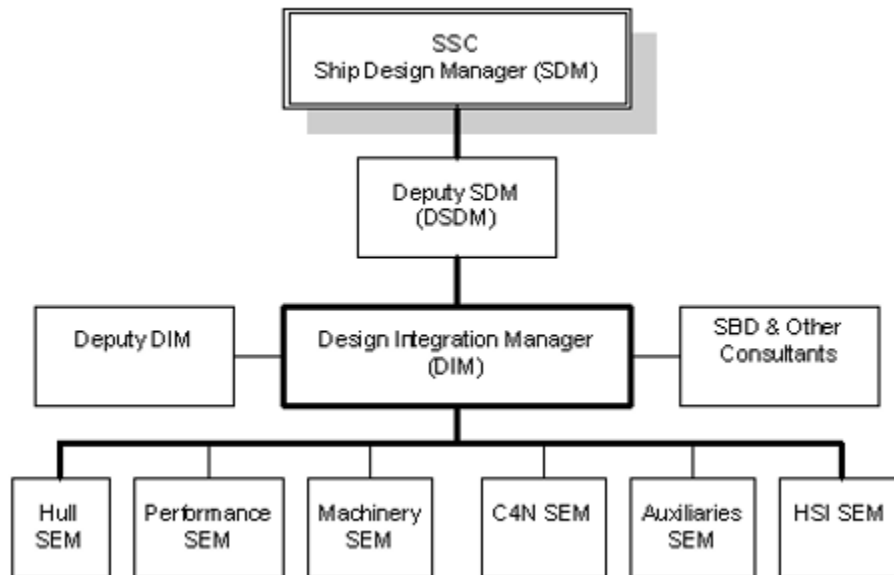 SSC
Ship Design Manager (SDM)
Deputy SDM
(DSDM)
Deputy DIM
Design Integration Manager
(DIM)
SBD & Other
Consultants
Hull
SEM
Performance
SEM
Machinery
SEM
C4N SEM
Auxiliaries
SEM
HSI SEM